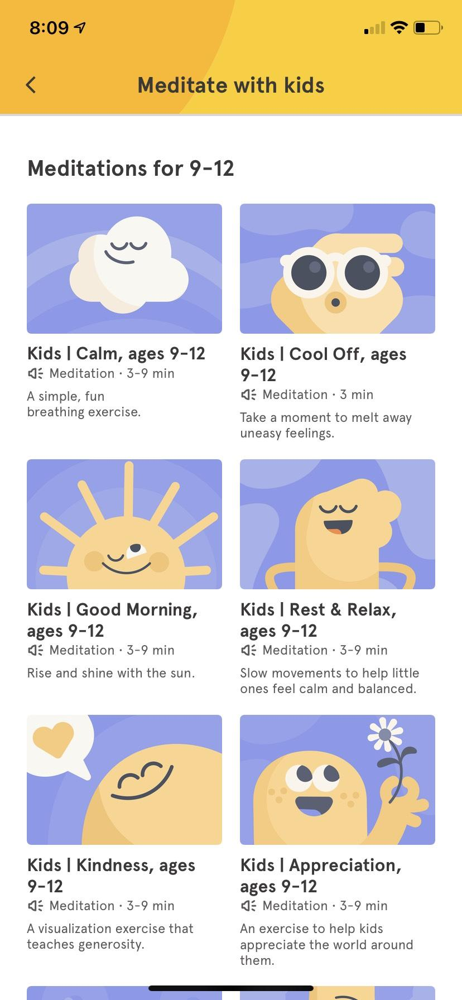 8:09
Meditate with kids
Meditations for 9-12
Kids | Calm, ages 9-12
Meditation · 3-9 min
A simple, fun
breathing exercise.
Kids | Cool Off, ages
9-12
Meditation · 3 min
Take a moment to melt away
uneasy feelings.
Kids | Good Morning,
ages 9-12
Meditation · 3-9 min
Rise and shine with the sun.
Kids | Rest & Relax,
ages 9-12
Meditation · 3-9 min
Slow movements to help little
ones feel calm and balanced.
Kids | Kindness, ages
9-12
Meditation · 3-9 min
A visualization exercise that
teaches generosity.
Kids | Appreciation,
ages 9-12
Meditation · 3-9 min
An exercise to help kids
appreciate the world around
them.